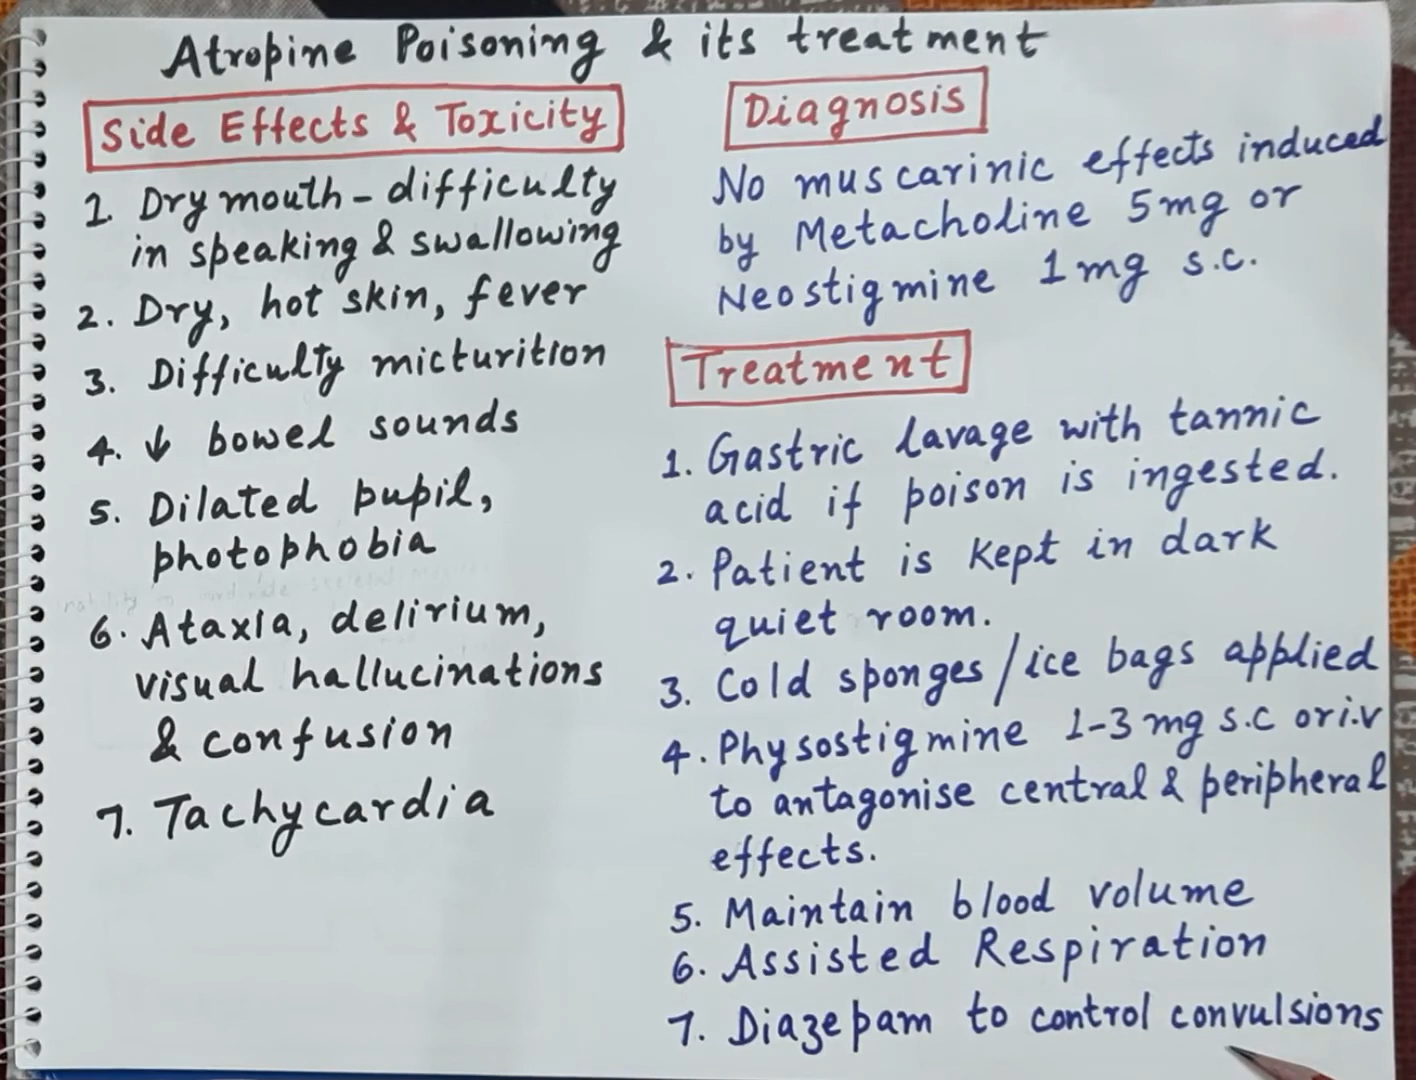 Atropine Poisoning & its treatment
Side Effects & Toxicity
1. Dry mouth - difficulty
in speaking & swallowing
2. Dry, hot skin, fever
3. Difficulty micturition
4. ↓ bowel sounds
5. Dilated pupil,
photophobia
6. Ataxia, delirium,
visual hallucinations
& confusion
7. Tachycardia
Diagnosis
No muscarinic effects induced
by Metacholine 5mg or
Neostigmine 1mg s.c.
Treatment
1. Gastric lavage with tannic
acid if poison is ingested.
2. Patient is kept in dark
quiet room.
3. Cold sponges/ice bags applied
4. Physostigmine 1-3mg s.c or i.v
to antagonise central & peripheral
effects.
5. Maintain blood volume
6. Assisted Respiration
7. Diazepam to control convulsions